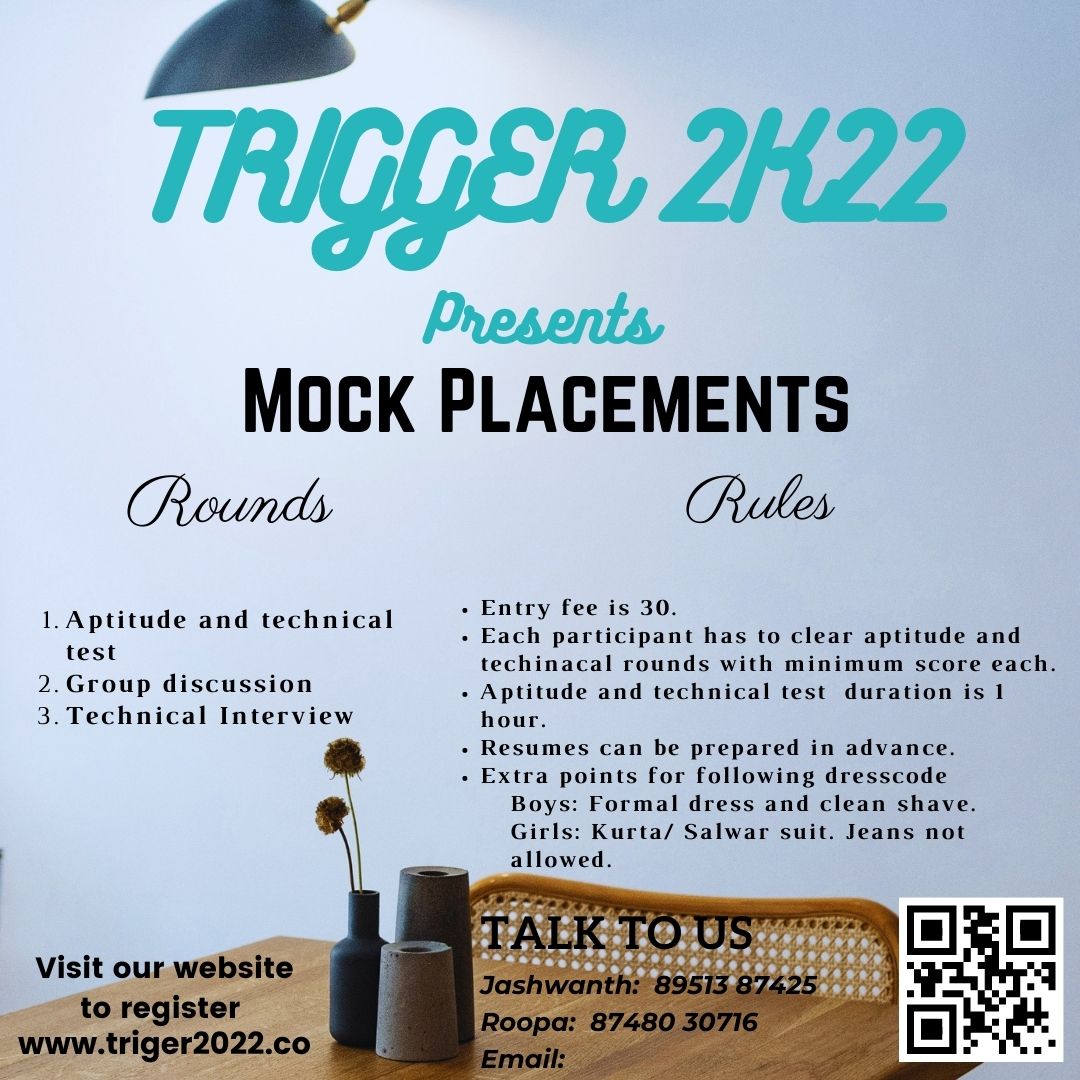 TRIGGER 2K22
Presents
MOCK PLACEMENTS
Rounds
1. Aptitude and technical
test
2. Group discussion
3. Technical Interview
Rules
• Entry fee is 30.
• Each participant has to clear aptitude and
techinacal rounds with minimum score each.
• Aptitude and technical test duration is 1
hour.
• Resumes can be prepared in advance.
• Extra points for following dresscode
Boys: Formal dress and clean shave.
Girls: Kurta/ Salwar suit. Jeans not
allowed.
Visit our website
to register
www.triger2022.co
TALK TO US
Jashwanth: 89513 87425
Roopa: 87480 30716
Email: